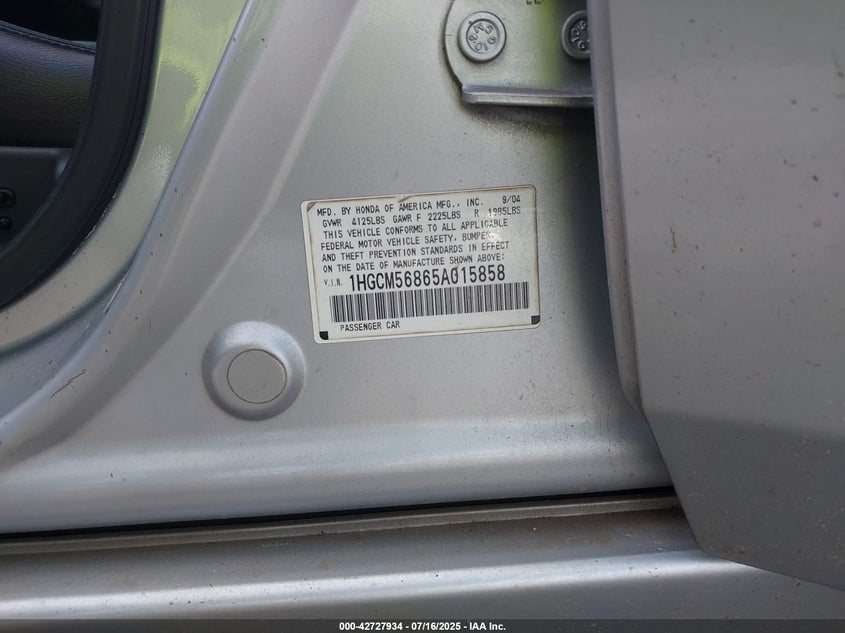 MFD. BY HONDA OF AMERICA MFG., INC. 9/04
GVWR 4125LBS GAWR F 2225LBS R 1985LBS
THIS VEHICLE CONFORMS TO ALL APPLICABLE
FEDERAL MOTOR VEHICLE SAFETY, BUMPER,
AND THEFT PREVENTION STANDARDS IN EFFECT
ON THE DATE OF MANUFACTURE SHOWN ABOVE:
V.I.N. 1HGCM56865A015858
PASSENGER CAR
000-42727934 / 07/16/2025 - IAA Inc.